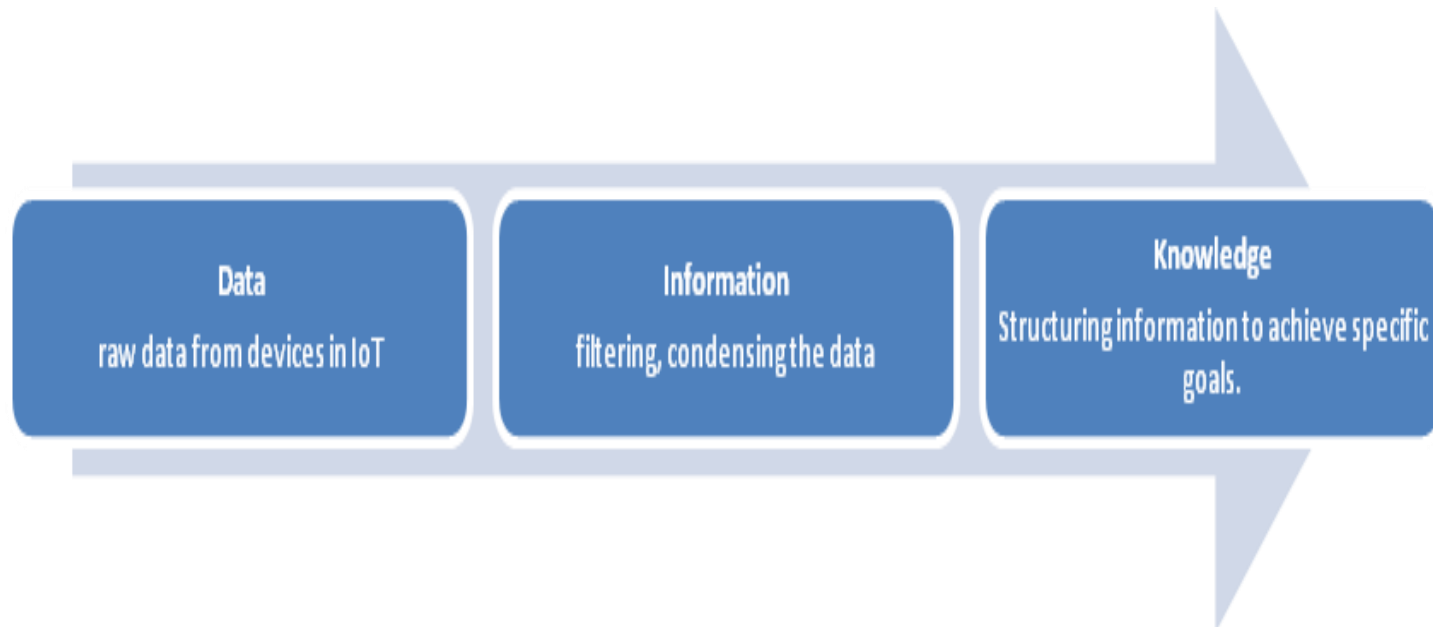 Data
raw data from devices in IoT
Information
filtering, condensing the data
Knowledge
Structuring information to achieve specific
goals.